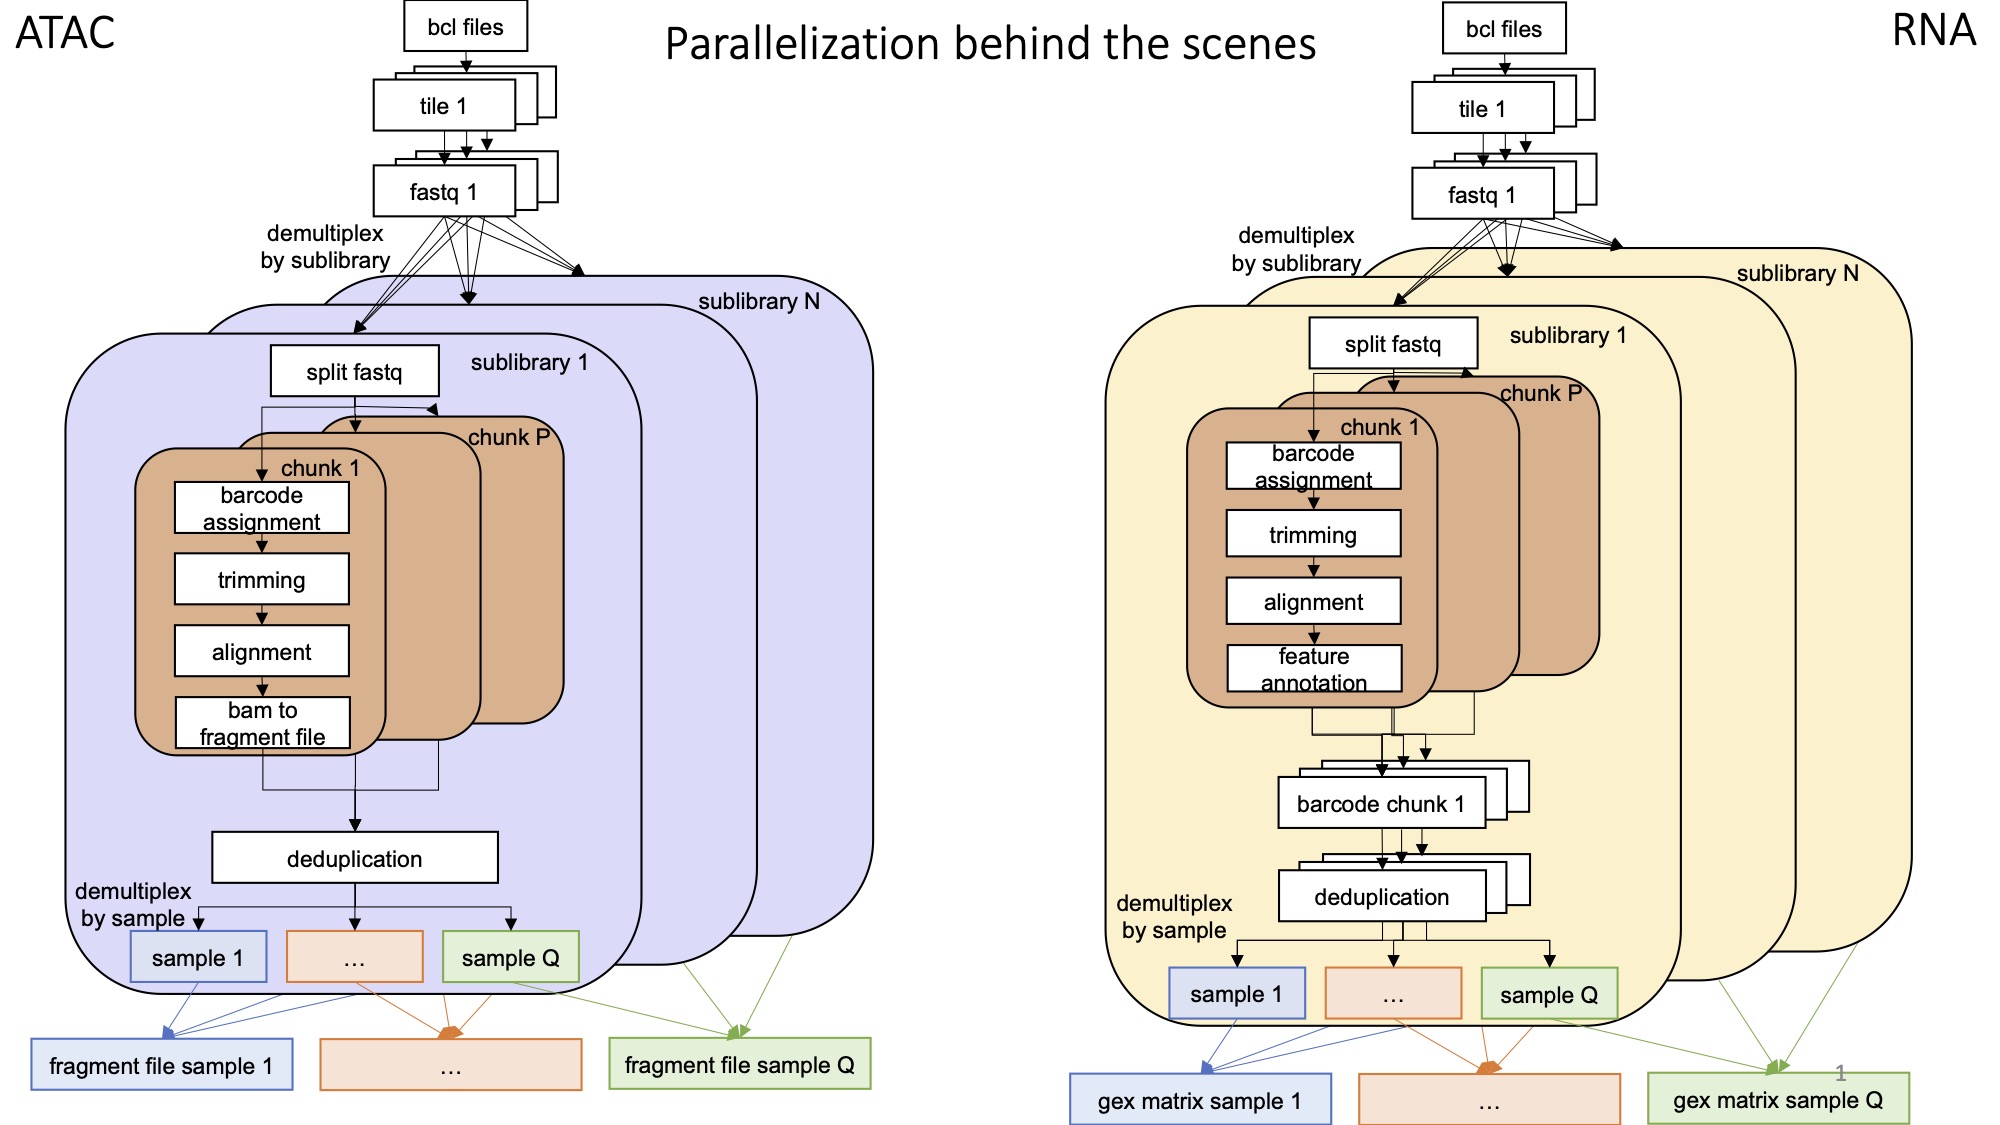 ATAC
Parallelization behind the scenes
RNA
bcl files
tile 1
fastq 1
demultiplex
by sublibrary
sublibrary N
sublibrary 1
split fastq
chunk P
chunk 1
barcode
assignment
trimming
alignment
bam to
fragment file
deduplication
demultiplex
by sample
sample 1
...
sample Q
fragment file sample 1
...
fragment file sample Q
bcl files
tile 1
fastq 1
demultiplex
by sublibrary
sublibrary N
sublibrary 1
split fastq
chunk P
chunk 1
barcode
assignment
trimming
alignment
feature
annotation
barcode chunk 1
deduplication
demultiplex
by sample
sample 1
...
sample Q
gex matrix sample 1
...
gex matrix sample Q
1